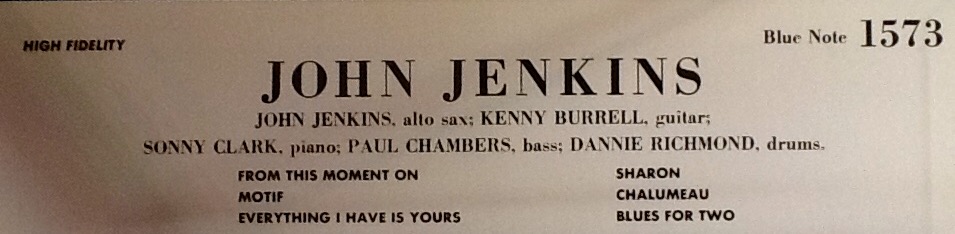 HIGH FIDELITY
Blue Note 1573
JOHN JENKINS
JOHN JENKINS, alto sax; KENNY BURRELL, guitar;
SONNY CLARK, piano; PAUL CHAMBERS, bass; DANNIE RICHMOND, drums.
FROM THIS MOMENT ON
MOTIF
EVERYTHING I HAVE IS YOURS
SHARON
CHALUMEAU
BLUES FOR TWO